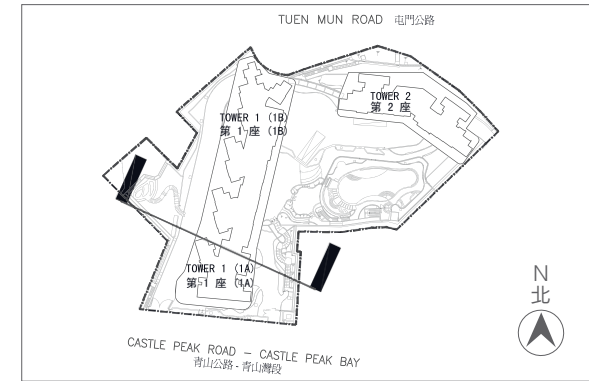 TUEN MUN ROAD 屯門公路
TOWER 2
第 2 座
TOWER 1 (1B)
第 1 座 (1B)
TOWER 1 (1A)
第 1 座 (1A)
N
北
CASTLE PEAK ROAD - CASTLE PEAK BAY
青山公路 - 青山灣段